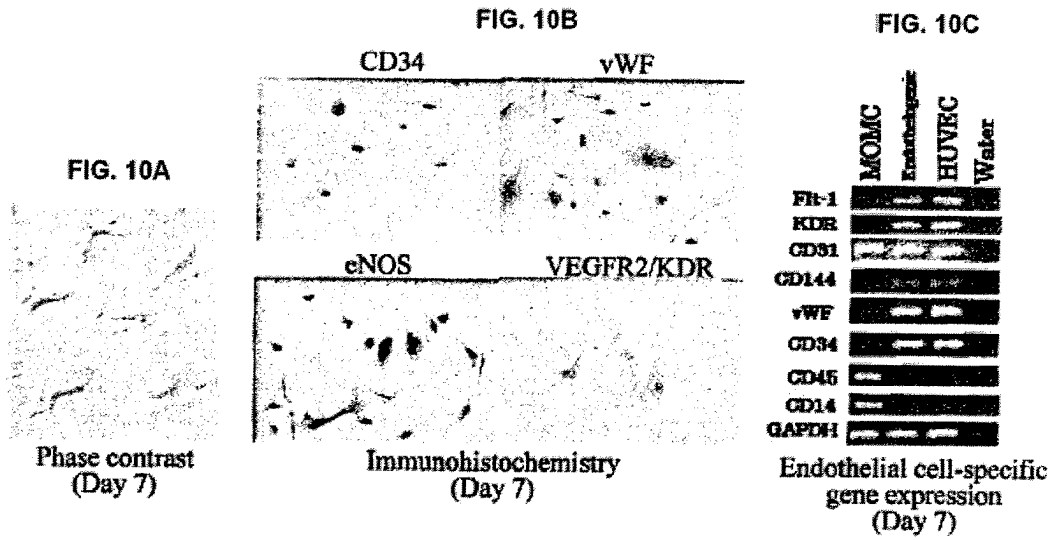 FIG. 10A
Phase contrast
(Day 7)
FIG. 10B
CD34
vWF
eNOS
VEGFR2/KDR
Immunohistochemistry
(Day 7)
FIG. 10C
MOMC
Endotheliogenic
HUVEC
Water
Flt-1
KDR
CD31
CD144
vWF
CD34
CD45
CD14
GAPDH
Endothelial cell-specific
gene expression
(Day 7)